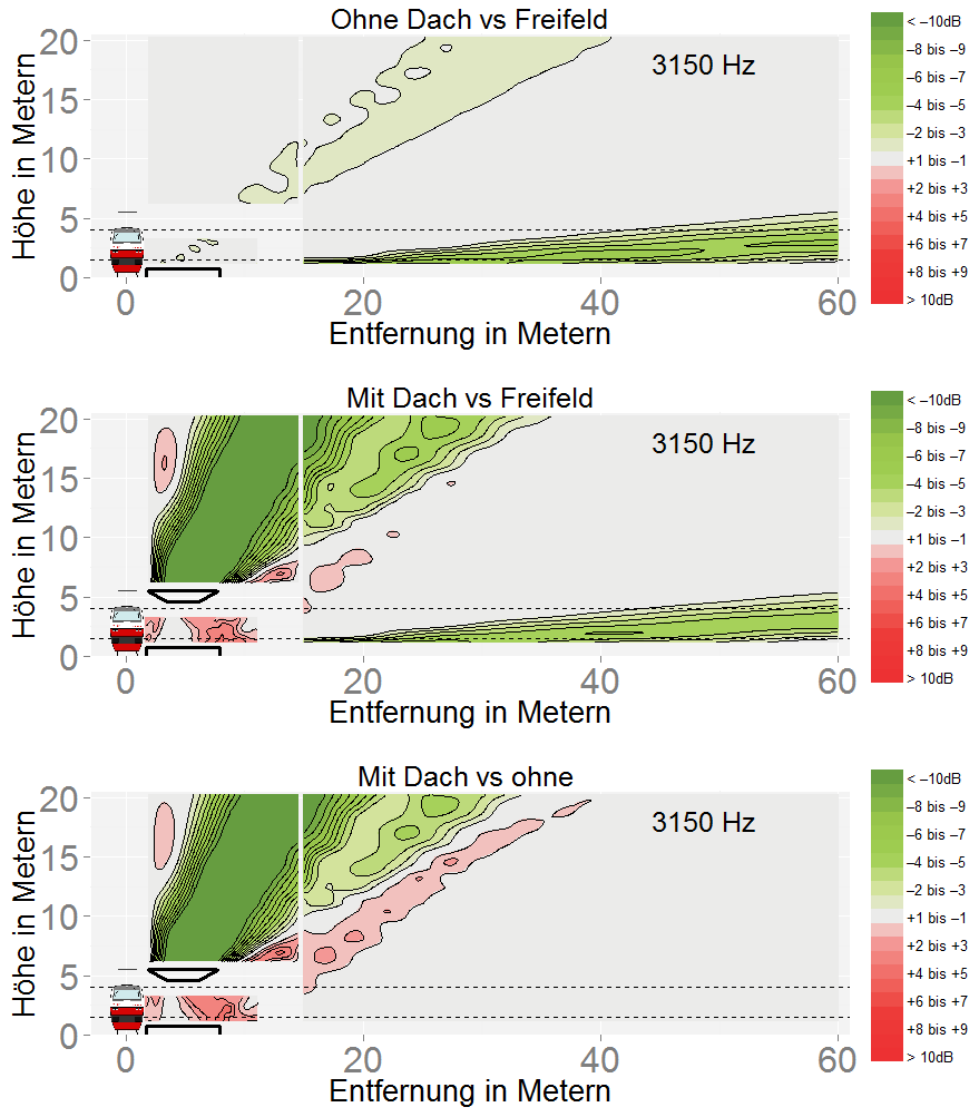 Ohne Dach vs Freifeld
3150 Hz
Höhe in Metern
20
15
10
5
0
0 20 40 60
Entfernung in Metern
< –10dB
–8 bis –9
–6 bis –7
–4 bis –5
–2 bis –3
+1 bis –1
+2 bis +3
+4 bis +5
+6 bis +7
+8 bis +9
> 10dB
Mit Dach vs Freifeld
3150 Hz
Höhe in Metern
20
15
10
5
0
0 20 40 60
Entfernung in Metern
< –10dB
–8 bis –9
–6 bis –7
–4 bis –5
–2 bis –3
+1 bis –1
+2 bis +3
+4 bis +5
+6 bis +7
+8 bis +9
> 10dB
Mit Dach vs ohne
3150 Hz
Höhe in Metern
20
15
10
5
0
0 20 40 60
Entfernung in Metern
< –10dB
–8 bis –9
–6 bis –7
–4 bis –5
–2 bis –3
+1 bis –1
+2 bis +3
+4 bis +5
+6 bis +7
+8 bis +9
> 10dB